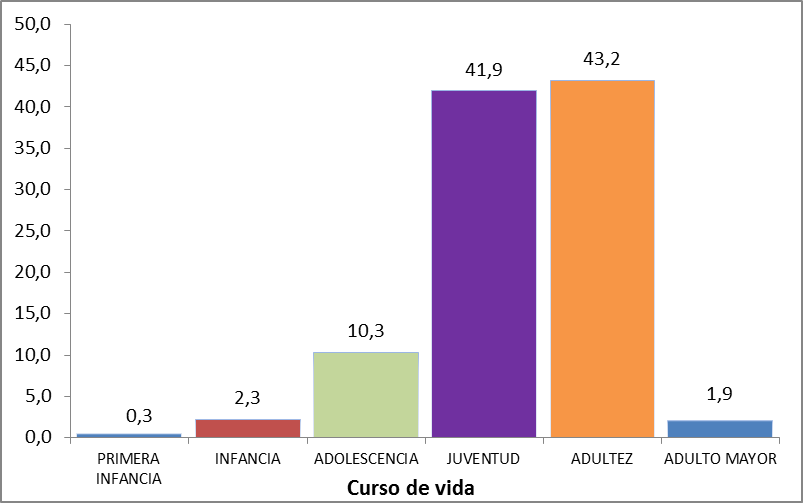 50,0
45,0
40,0
35,0
30,0
25,0
20,0
15,0
10,0
5,0
0,0
0,3
2,3
10,3
41,9
43,2
1,9
PRIMERA
INFANCIA
INFANCIA
ADOLESCENCIA
JUVENTUD
ADULTEZ
ADULTO MAYOR
Curso de vida